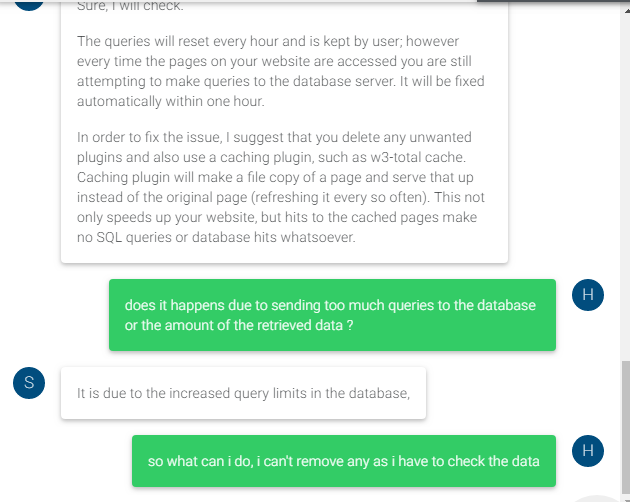 Sure, I will check.
The queries will reset every hour and is kept by user; however
every time the pages on your website are accessed you are still
attempting to make queries to the database server. It will be fixed
automatically within one hour.
In order to fix the issue, I suggest that you delete any unwanted
plugins and also use a caching plugin, such as w3-total cache.
Caching plugin will make a file copy of a page and serve that up
instead of the original page (refreshing it every so often). This not
only speeds up your website, but hits to the cached pages make
no SQL queries or database hits whatsoever.
does it happens due to sending too much queries to the database
or the amount of the retrieved data ?
H
S
It is due to the increased query limits in the database,
so what can i do, i can't remove any as i have to check the data
H